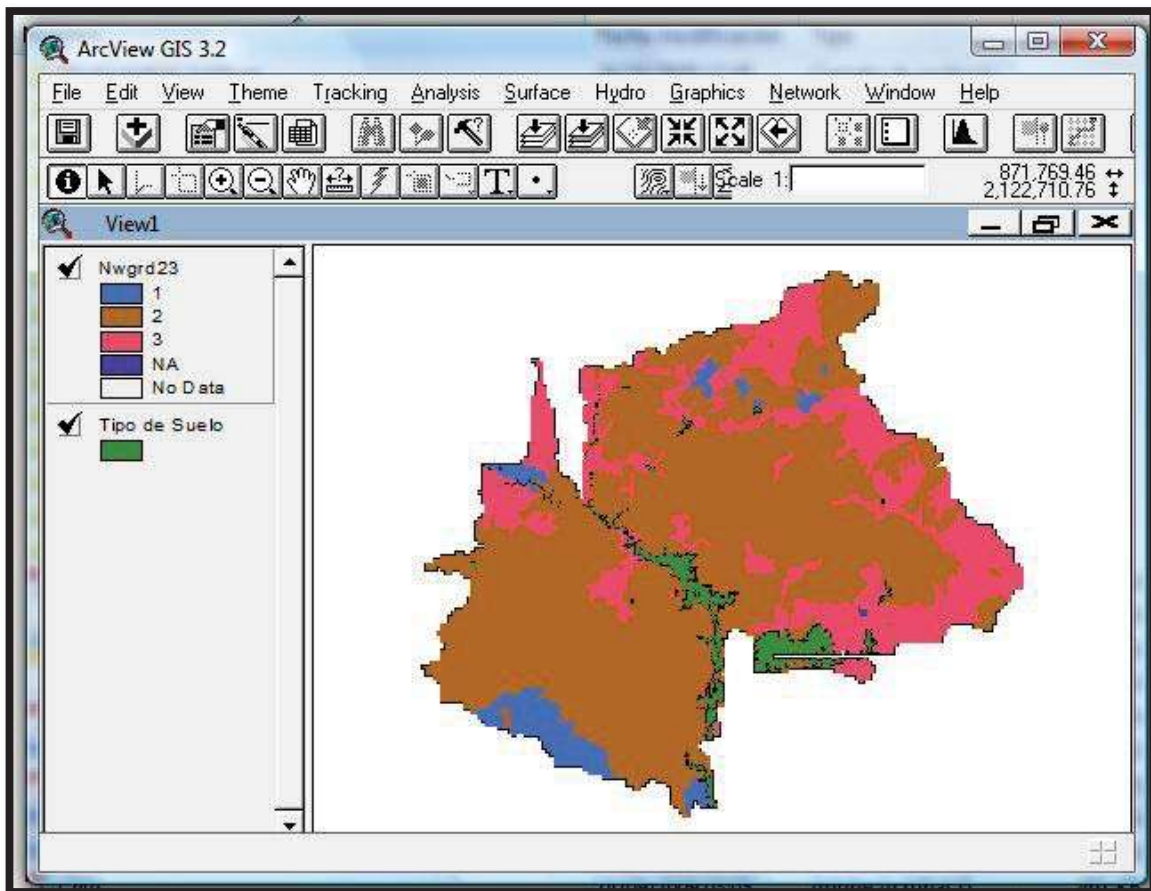 ArcView GIS 3.2
File Edit View Theme Tracking Analysis Surface Hydro Graphics Network Window Help
T
Scale 1:
871,769.46
2,122,710.76
View1
Nwgrd23
1
2
3
NA
No Data
Tipo de Suelo